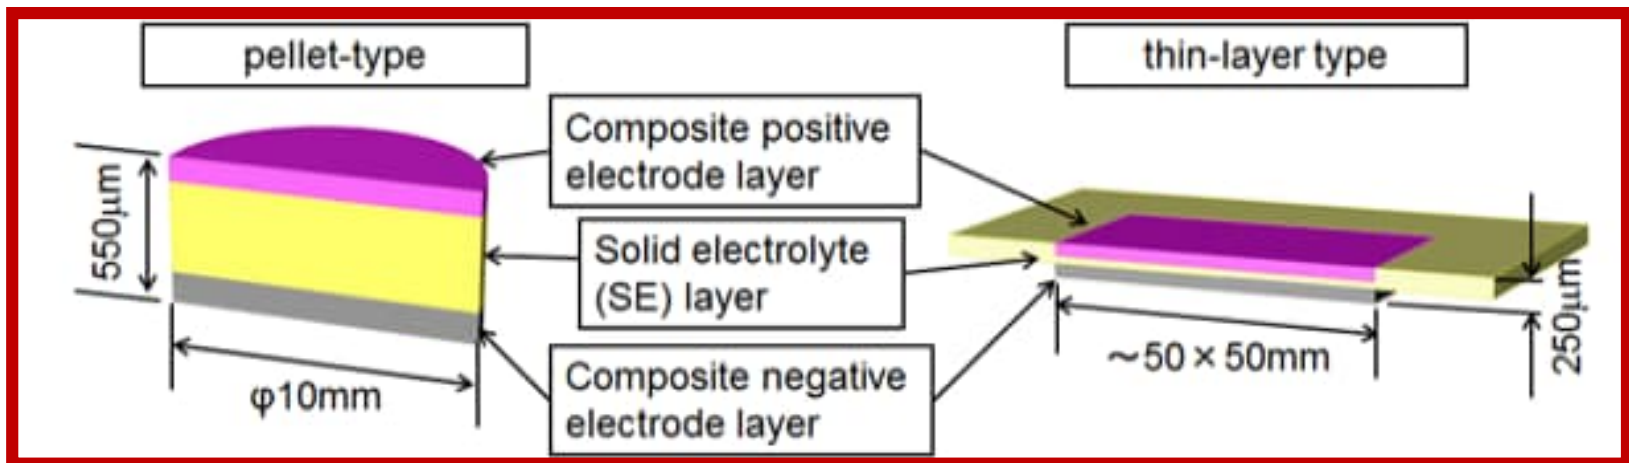 pellet-type
thin-layer type
Composite positive
electrode layer
Solid electrolyte
(SE) layer
Composite negative
electrode layer
550μm
φ10mm
~50×50mm
250μm